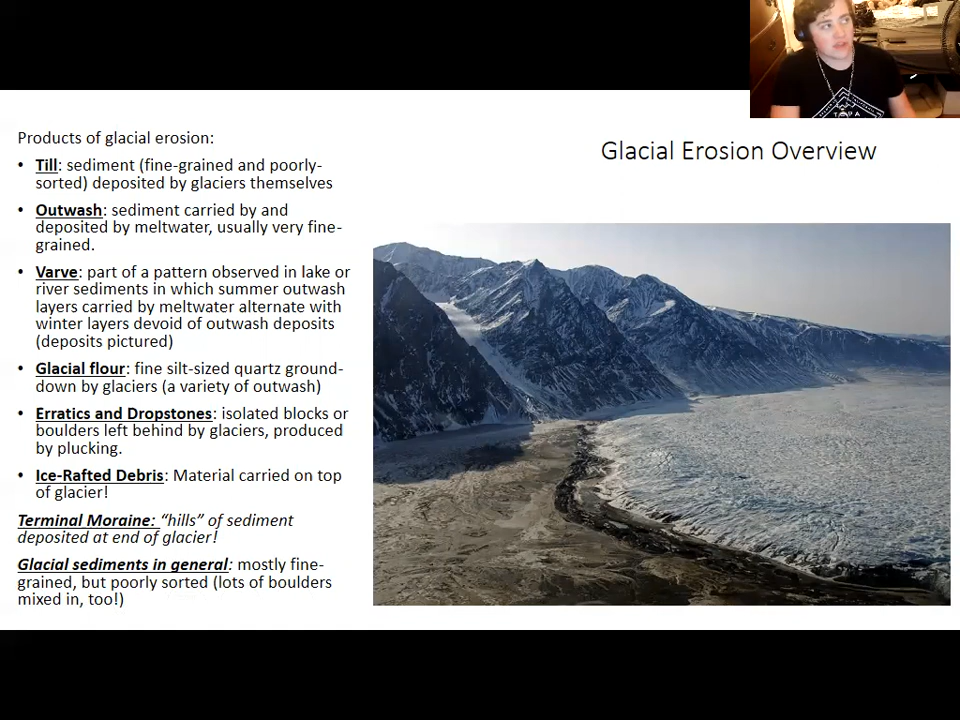 Glacial Erosion Overview
Products of glacial erosion:
• Till: sediment (fine-grained and poorly-
sorted) deposited by glaciers themselves
• Outwash: sediment carried by and
deposited by meltwater, usually very fine-
grained.
• Varve: part of a pattern observed in lake or
river sediments in which summer outwash
layers carried by meltwater alternate with
winter layers devoid of outwash deposits
(deposits pictured)
• Glacial flour: fine silt-sized quartz ground-
down by glaciers (a variety of outwash)
• Erratics and Dropstones: isolated blocks or
boulders left behind by glaciers, produced
by plucking.
• Ice-Rafted Debris: Material carried on top
of glacier!
Terminal Moraine: “hills” of sediment
deposited at end of glacier!
Glacial sediments in general: mostly fine-
grained, but poorly sorted (lots of boulders
mixed in, too!)